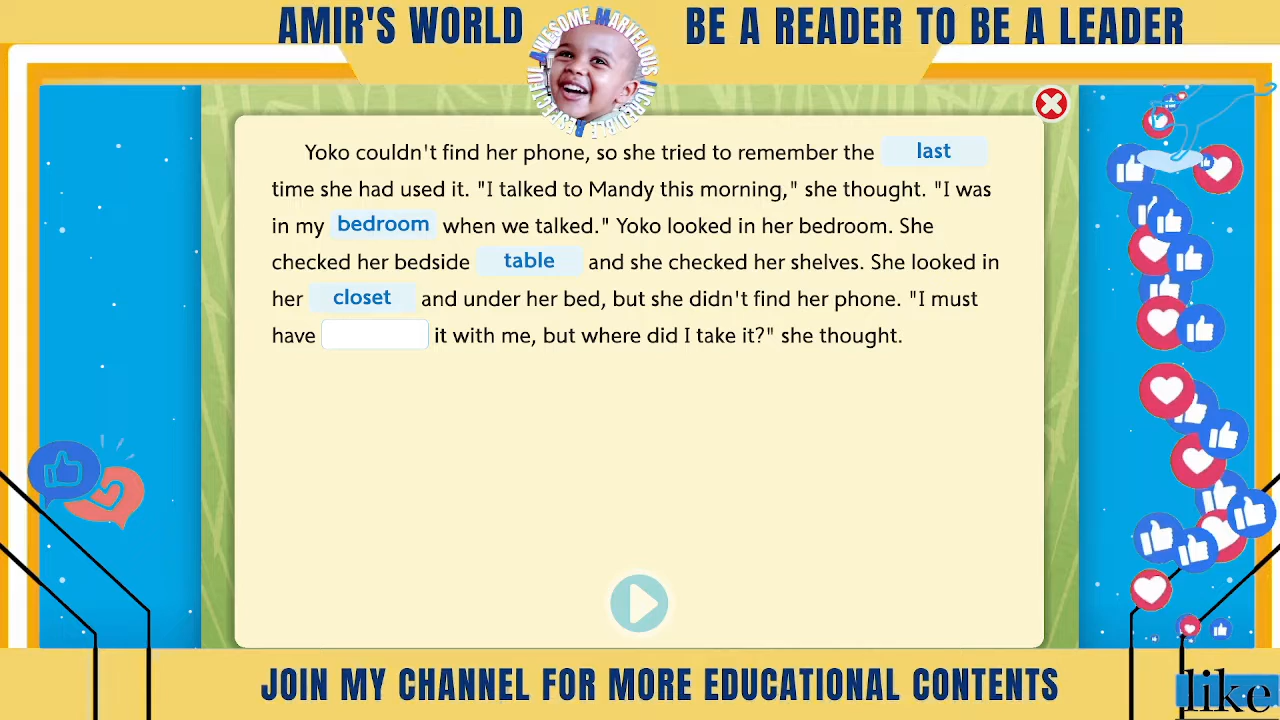 AMIR'S WORLD
BE A READER TO BE A LEADER
AWESOME MARVELOUS INCREDIBLE RESPECTFUL
Yoko couldn't find her phone, so she tried to remember the last
time she had used it. "I talked to Mandy this morning," she thought. "I was
in my bedroom when we talked." Yoko looked in her bedroom. She
checked her bedside table and she checked her shelves. She looked in
her closet and under her bed, but she didn't find her phone. "I must
have it with me, but where did I take it?" she thought.
JOIN MY CHANNEL FOR MORE EDUCATIONAL CONTENTS
like